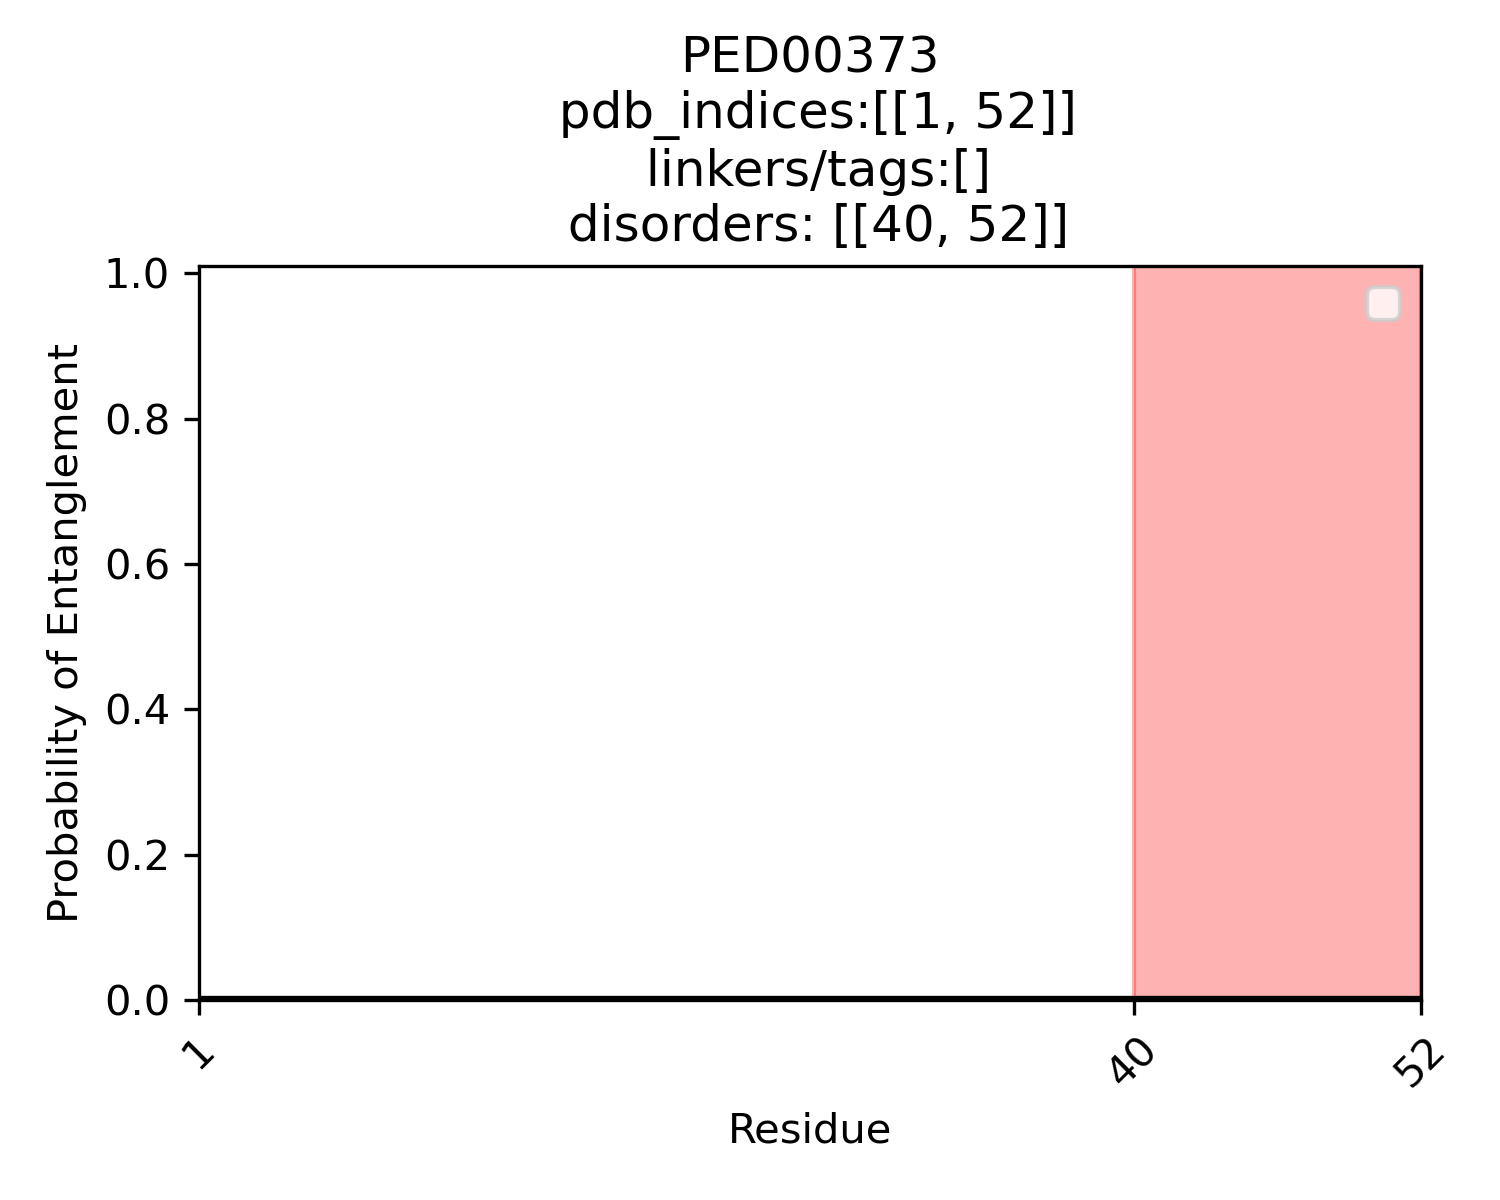 PED00373
pdb_indices:[[1, 52]]
linkers/tags:[]
disorders: [[40, 52]]
1.0
0.8
0.6
0.4
0.2
0.0
Probability of Entanglement
1
40
52
Residue